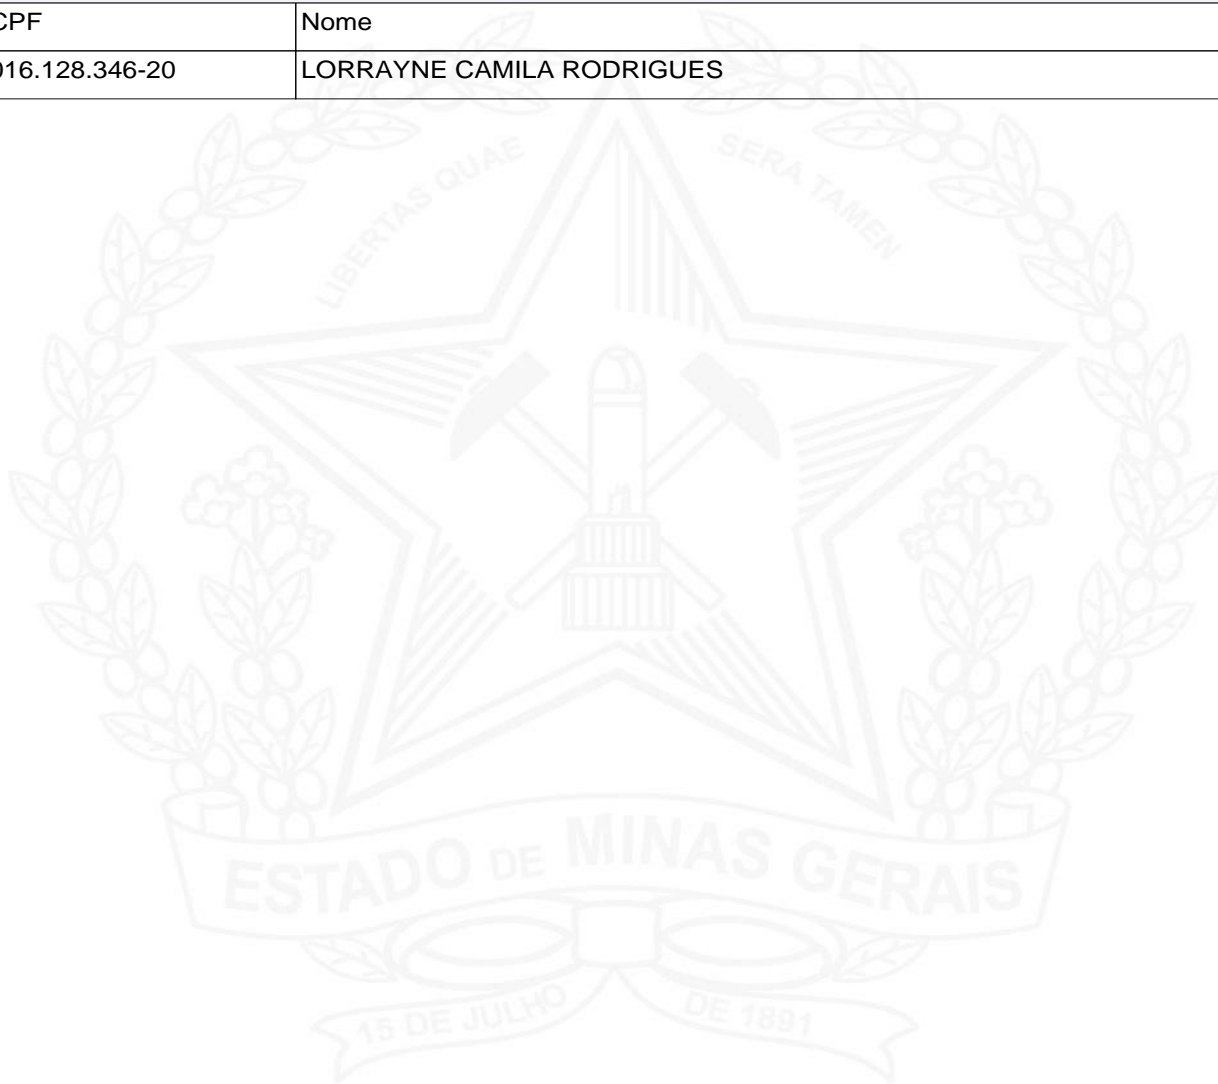 CPF Nome
016.128.346-20 LORRAYNE CAMILA RODRIGUES
LIBERTAS QUAE SERA TAMEN
ESTADO DE MINAS GERAIS
15 DE JULHO DE 1891